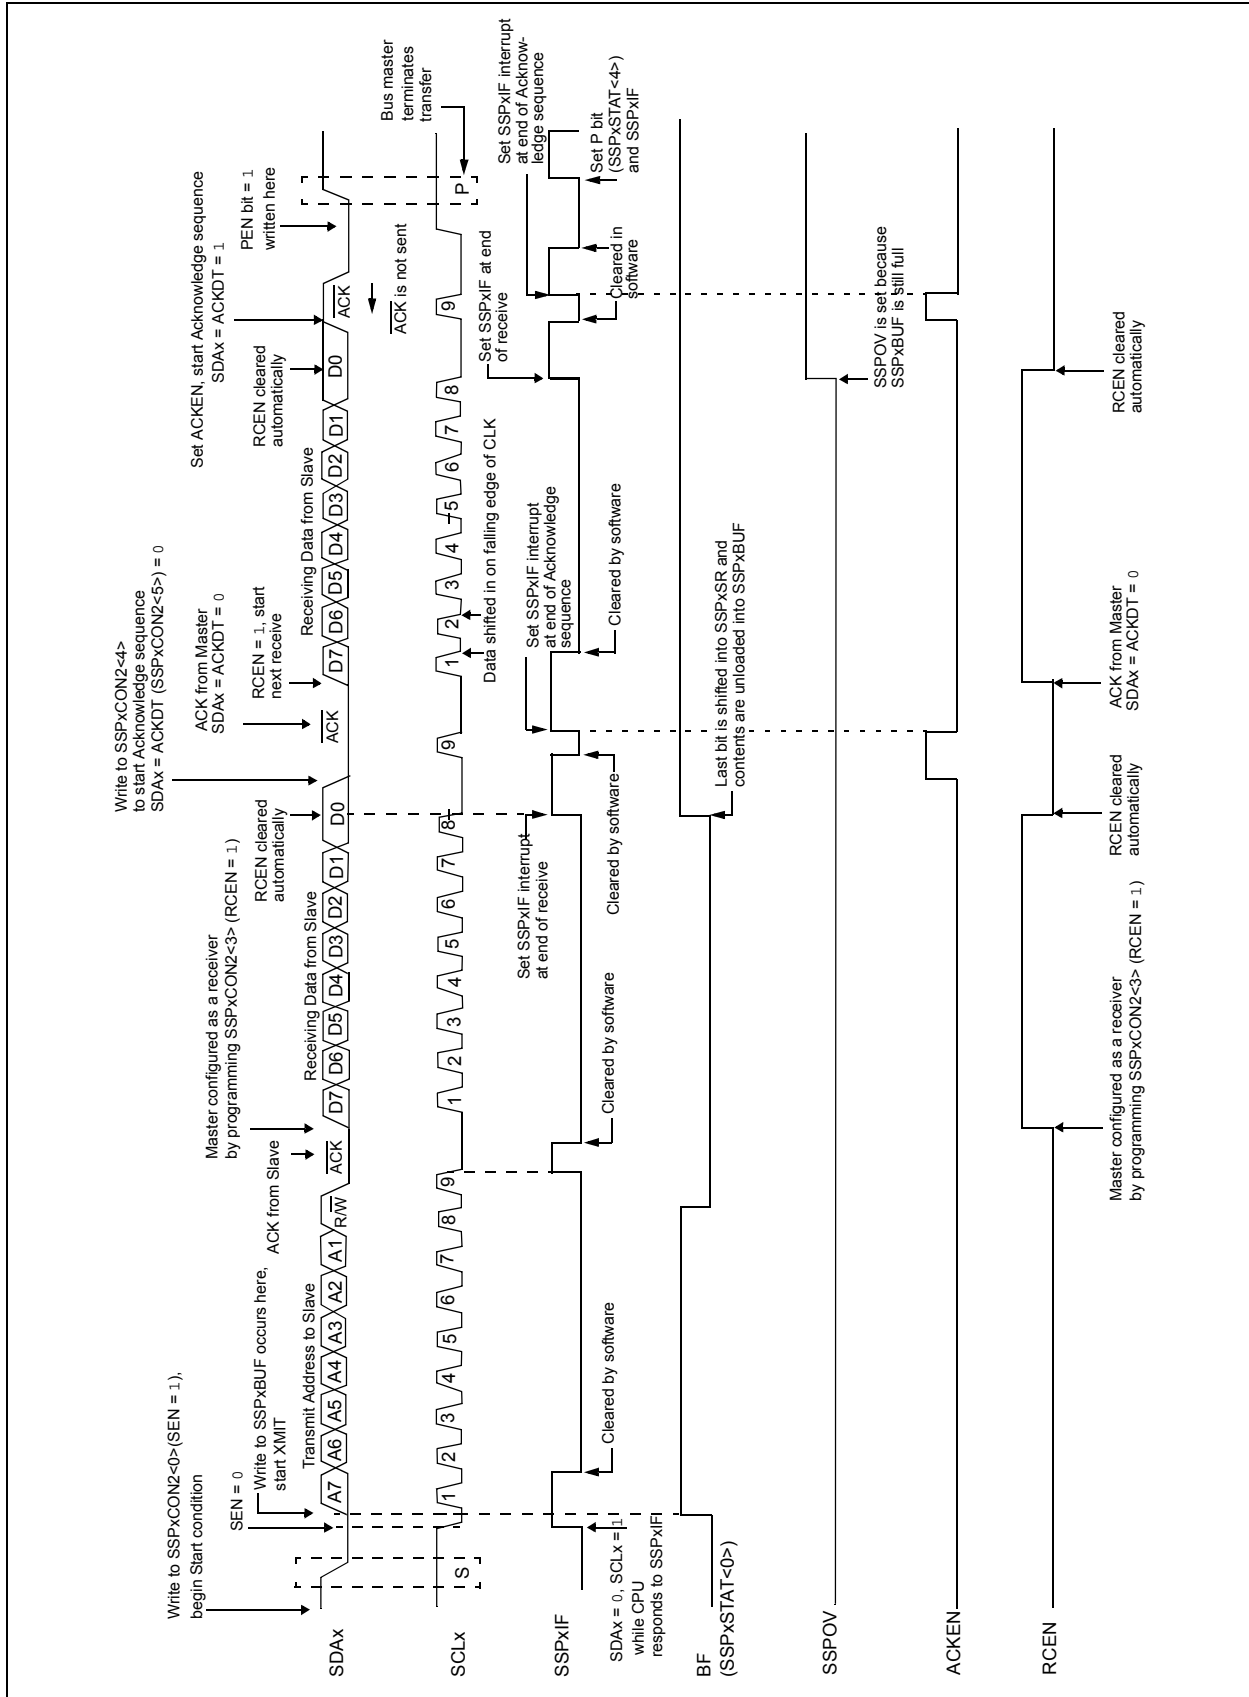 Write to SSPxCON2<0>(SEN = 1),
begin Start condition
SEN = 0
Write to SSPxBUF occurs here,
start XMIT
ACK from Slave
Master configured as a receiver
by programming SSPxCON2<3> (RCEN = 1)
RCEN cleared
automatically
Write to SSPxCON2<4>
to start Acknowledge sequence
SDAx = ACKDT (SSPxCON2<5>) = 0
ACK from Master
SDAx = ACKDT = 0
RCEN = 1, start
next receive
RCEN cleared
automatically
Set ACKEN, start Acknowledge sequence
SDAx = ACKDT = 1
PEN bit = 1
written here
Transmit Address to Slave
Receiving Data from Slave
Receiving Data from Slave
SDAx
A7 A6 A5 A4 A3 A2 A1 R/W ACK
D7 D6 D5 D4 D3 D2 D1 D0 ACK
D7 D6 D5 D4 D3 D2 D1 D0 ACK
ACK is not sent
Bus master
terminates
transfer
SCLx
S 1 2 3 4 5 6 7 8 9
1 2 3 4 5 6 7 8 9
1 2 3 4 5 6 7 8 9 P
Data shifted in on falling edge of CLK
Set SSPxIF interrupt
at end of receive
Set SSPxIF interrupt
at end of Acknowledge
sequence
Set SSPxIF at end
of receive
Set SSPxIF interrupt
at end of Acknow-
ledge sequence
SSPxIF
SDAx = 0, SCLx = 1
while CPU
responds to SSPxIF
Cleared by software
Cleared by software
Cleared by software
Cleared by software
Cleared in
software
Set P bit
(SSPxSTAT<4>)
and SSPxIF
BF
(SSPxSTAT<0>)
Last bit is shifted into SSPxSR and
contents are unloaded into SSPxBUF
SSPOV
SSPOV is set because
SSPxBUF is still full
ACKEN
RCEN
Master configured as a receiver
by programming SSPxCON2<3> (RCEN = 1)
RCEN cleared
automatically
ACK from Master
SDAx = ACKDT = 0
RCEN cleared
automatically